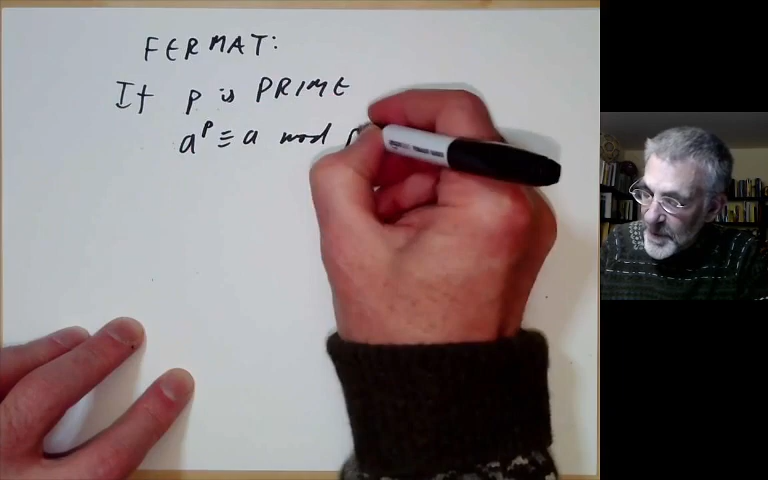 FERMAT:
If p is PRIME
a^p ≡ a mod p